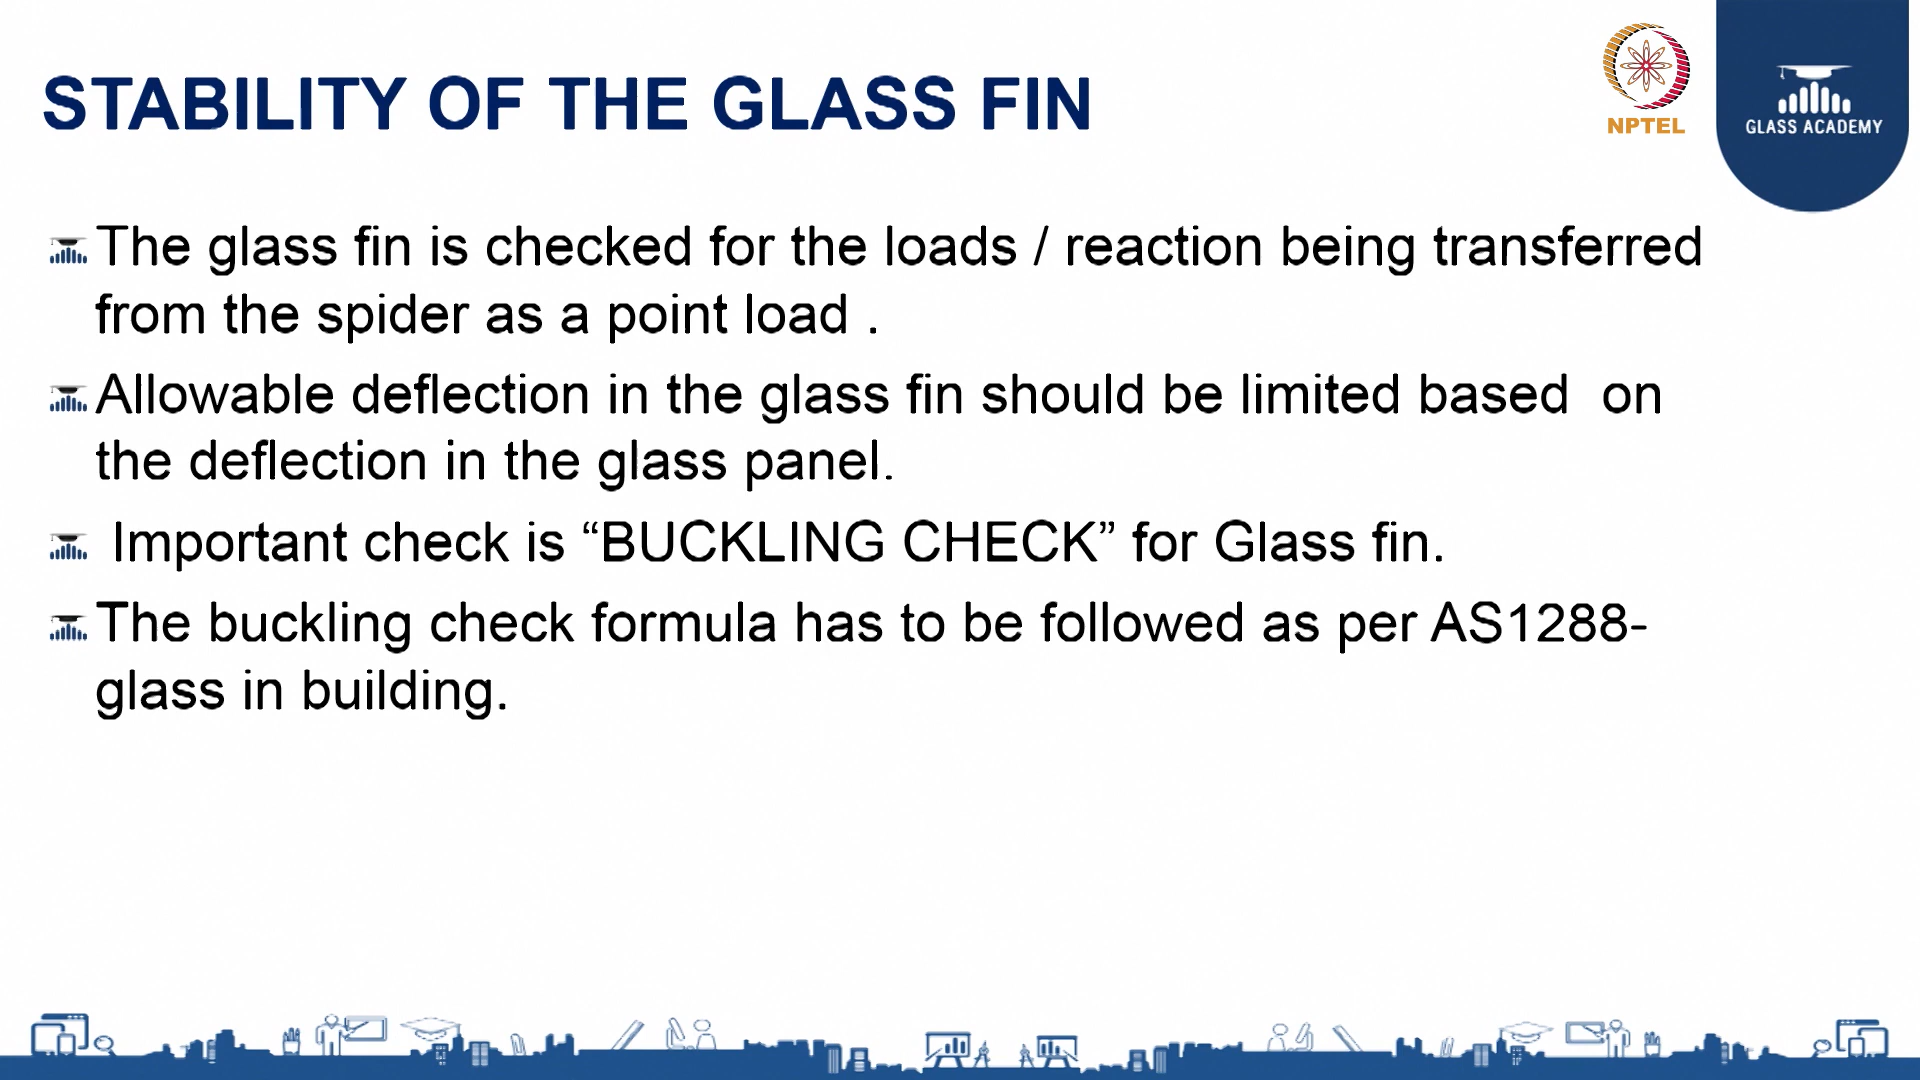 STABILITY OF THE GLASS FIN
NPTEL
GLASS ACADEMY
The glass fin is checked for the loads / reaction being transferred
from the spider as a point load .
Allowable deflection in the glass fin should be limited based on
the deflection in the glass panel.
Important check is “BUCKLING CHECK” for Glass fin.
The buckling check formula has to be followed as per AS1288-
glass in building.